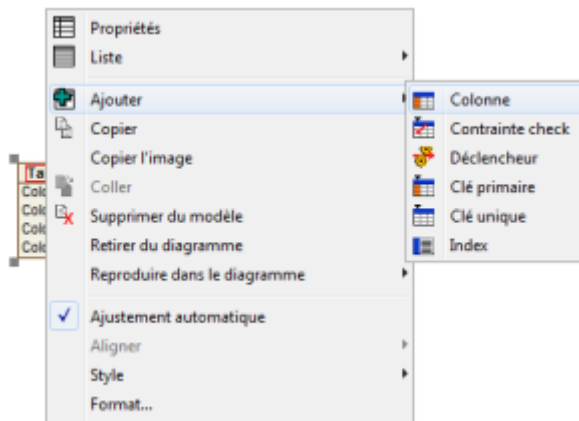 Propriétés
Liste
Ajouter
Copier
Copier l'image
Coller
Supprimer du modèle
Retirer du diagramme
Reproduire dans le diagramme
Ajustement automatique
Aligner
Style
Format...
Colonne
Contrainte check
Déclencheur
Clé primaire
Clé unique
Index